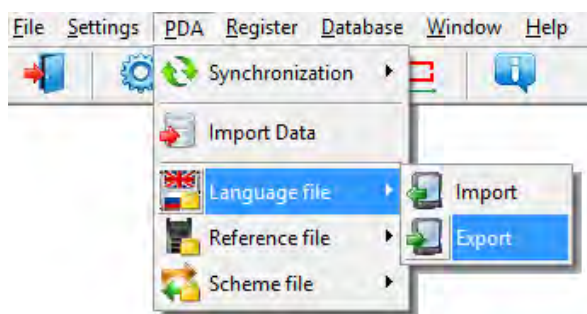 File Settings PDA Register Database Window Help
Synchronization
Import Data
Language file
Import
Reference file
Export
Scheme file